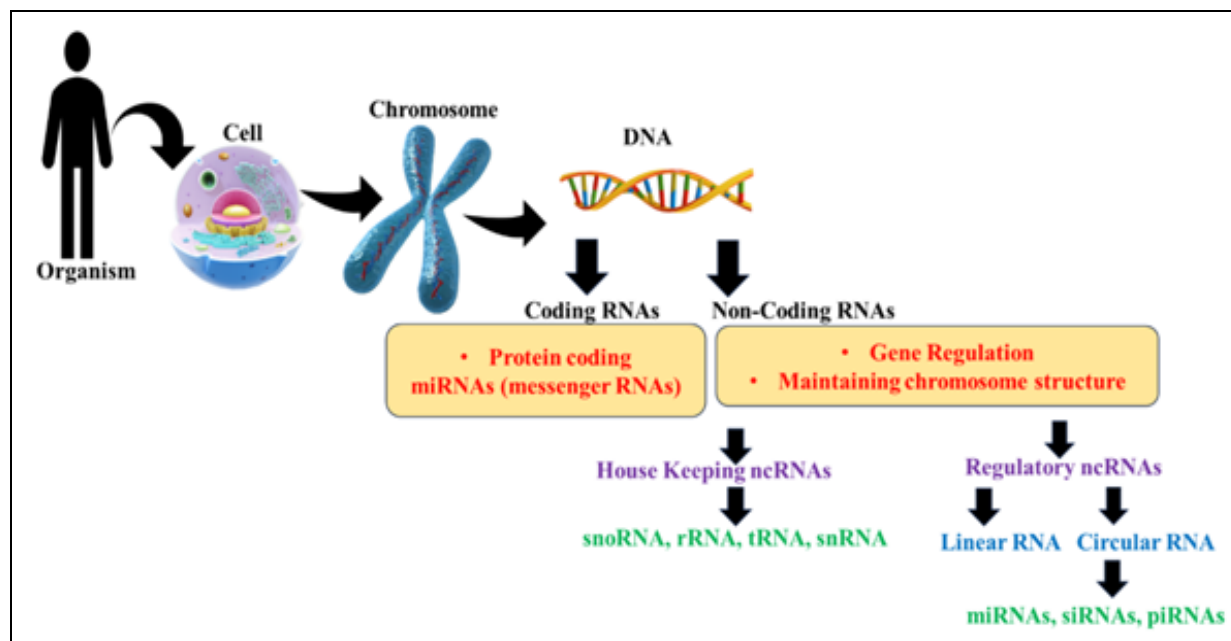 Organism
Cell
Chromosome
DNA
Coding RNAs
Non-Coding RNAs
• Protein coding
miRNAs (messenger RNAs)
• Gene Regulation
• Maintaining chromosome structure
House Keeping ncRNAs
Regulatory ncRNAs
snoRNA, rRNA, tRNA, snRNA
Linear RNA
Circular RNA
miRNAs, siRNAs, piRNAs